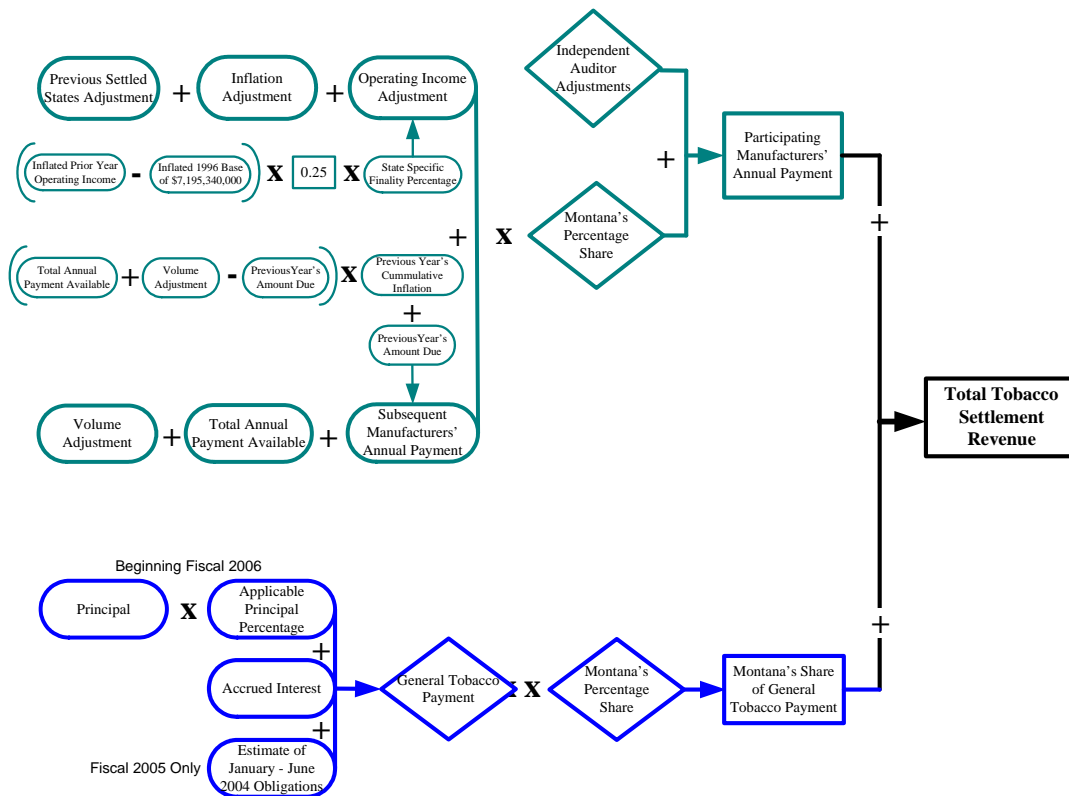 Previous Settled
States Adjustment
+
Inflation
Adjustment
+
Operating Income
Adjustment
(
Inflated Prior Year
Operating Income
-
Inflated 1996 Base
of $7,195,340,000
)
x
0.25
x
State Specific
Finality Percentage
+
(
Total Annual
Payment Available
+
Volume
Adjustment
-
PreviousYear's
Amount Due
)
x
Previous Year's
Cummulative
Inflation
+
PreviousYear's
Amount Due
Volume
Adjustment
+
Total Annual
Payment Available
+
Subsequent
Manufacturers'
Annual Payment
x
Independent
Auditor
Adjustments
+
Montana's
Percentage
Share
Participating
Manufacturers'
Annual Payment
+
Total Tobacco
Settlement
Revenue
Beginning Fiscal 2006
Principal
x
Applicable
Principal
Percentage
+
Accrued Interest
+
Fiscal 2005 Only
Estimate of
January - June
2004 Obligations
General Tobacco
Payment
x
Montana's
Percentage
Share
Montana's Share
of General
Tobacco Payment
+